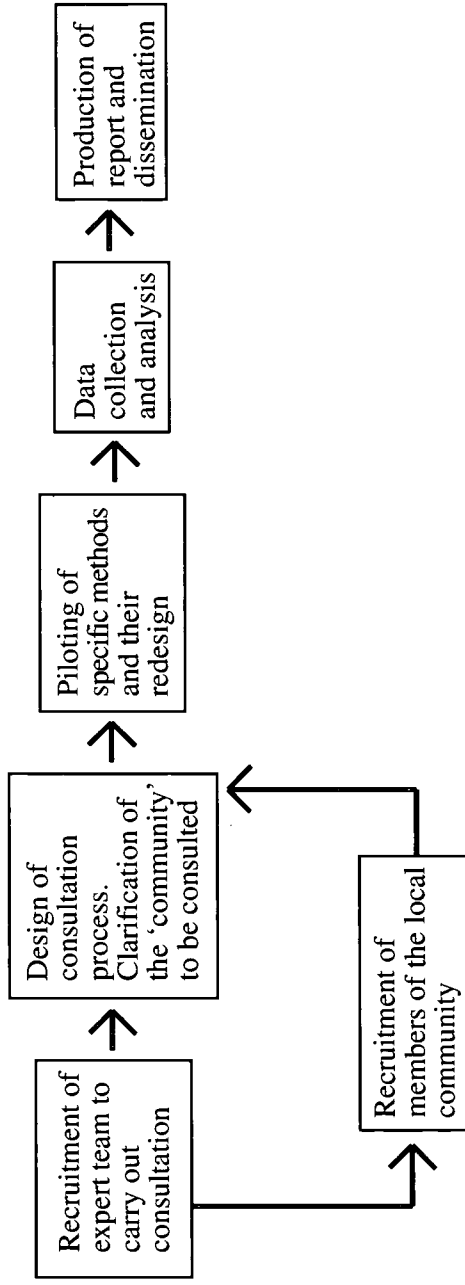 Recruitment of
expert team to
carry out
consultation
Design of
consultation
process.
Clarification of
the ‘community’
to be consulted
Piloting of
specific methods
and their
redesign
Data
collection
and analysis
Production of
report and
dissemination
Recruitment of
members of the local
community